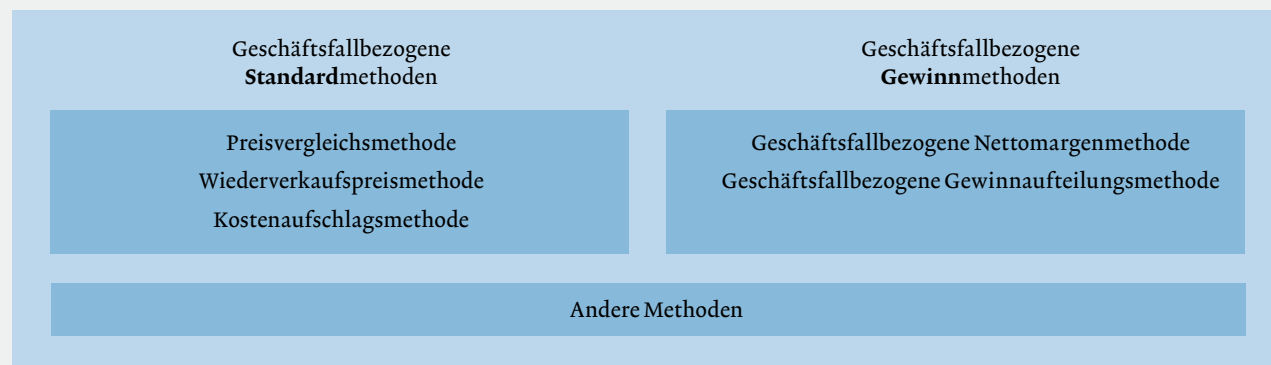 Geschäftsfallbezogene
Standardmethoden
Geschäftsfallbezogene
Gewinnmethoden
Preisvergleichsmethode
Wiederverkaufspreismethode
Kostenaufschlagsmethode
Geschäftsfallbezogene Nettomargenmethode
Geschäftsfallbezogene Gewinnaufteilungsmethode
Andere Methoden